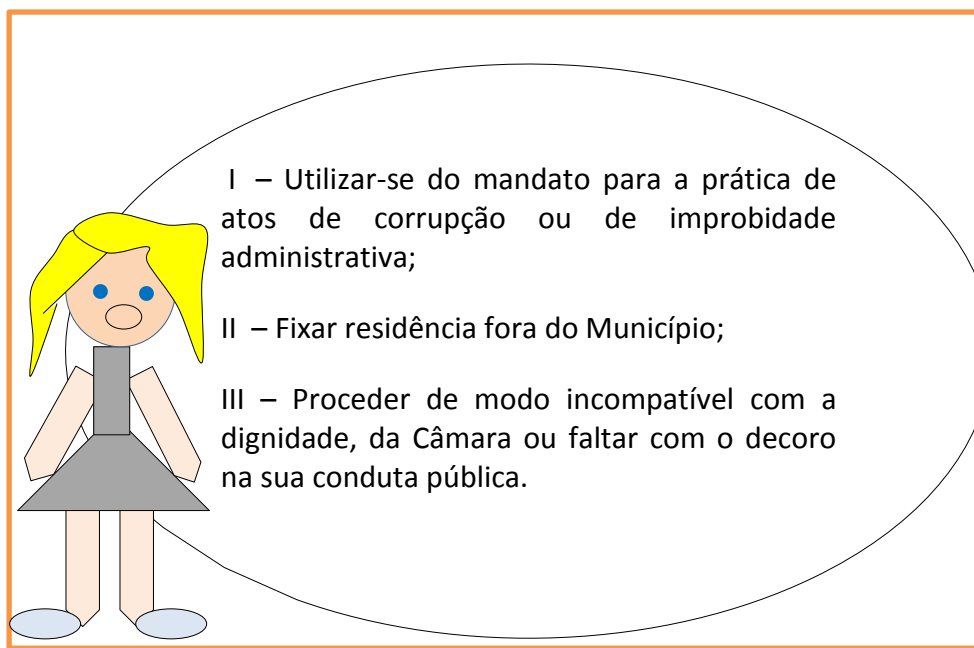 I – Utilizar-se do mandato para a prática de
atos de corrupção ou de improbidade
administrativa;
II – Fixar residência fora do Município;
III – Proceder de modo incompatível com a
dignidade, da Câmara ou faltar com o decoro
na sua conduta pública.